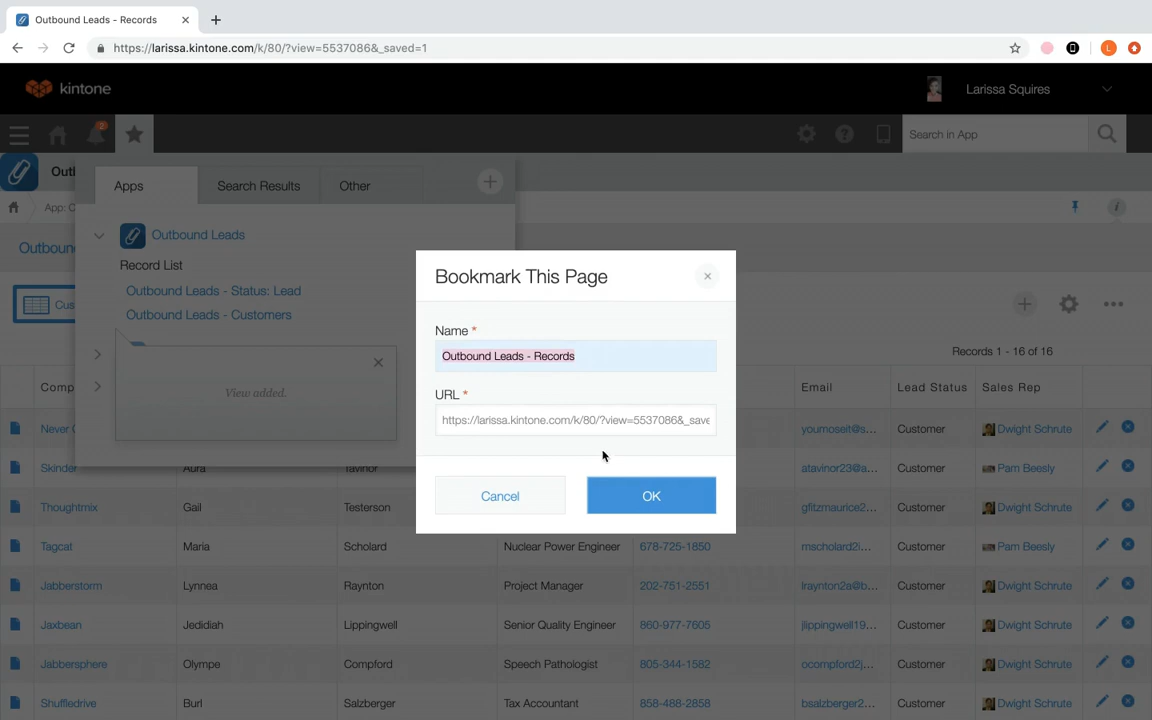 Outbound Leads - Records
https://larissa.kintone.com/k/80/?view=5537086&_saved=1
L
kintone
Larissa Squires
2
Search in App
Apps
Search Results
Other
Outbound Leads
Record List
Outbound Leads - Status: Lead
Outbound Leads - Customers
View added.
Bookmark This Page
Name *
Outbound Leads - Records
URL *
https://larissa.kintone.com/k/80/?view=5537086&_save
Cancel
OK
Records 1 - 16 of 16
Comp Email Lead Status Sales Rep
Never youmoseit@s... Customer Dwight Schrute
Skinder Aura Tavinor atavinor23@a... Customer Pam Beesly
Thoughtmix Gail Testerson gfitzmaurice2... Customer Dwight Schrute
Tagcat Maria Scholard Nuclear Power Engineer 678-725-1850 mscholard2i... Customer Pam Beesly
Jabberstorm Lynnea Raynton Project Manager 202-751-2551 lraynton2a@b... Customer Dwight Schrute
Jaxbean Jedidiah Lippingwell Senior Quality Engineer 860-977-7605 jlippingwell19... Customer Dwight Schrute
Jabbersphere Olympe Compford Speech Pathologist 805-344-1582 ocompford2j... Customer Dwight Schrute
Shuffledrive Burl Salzberger Tax Accountant 858-488-2858 bsalzberger2... Customer Dwight Schrute